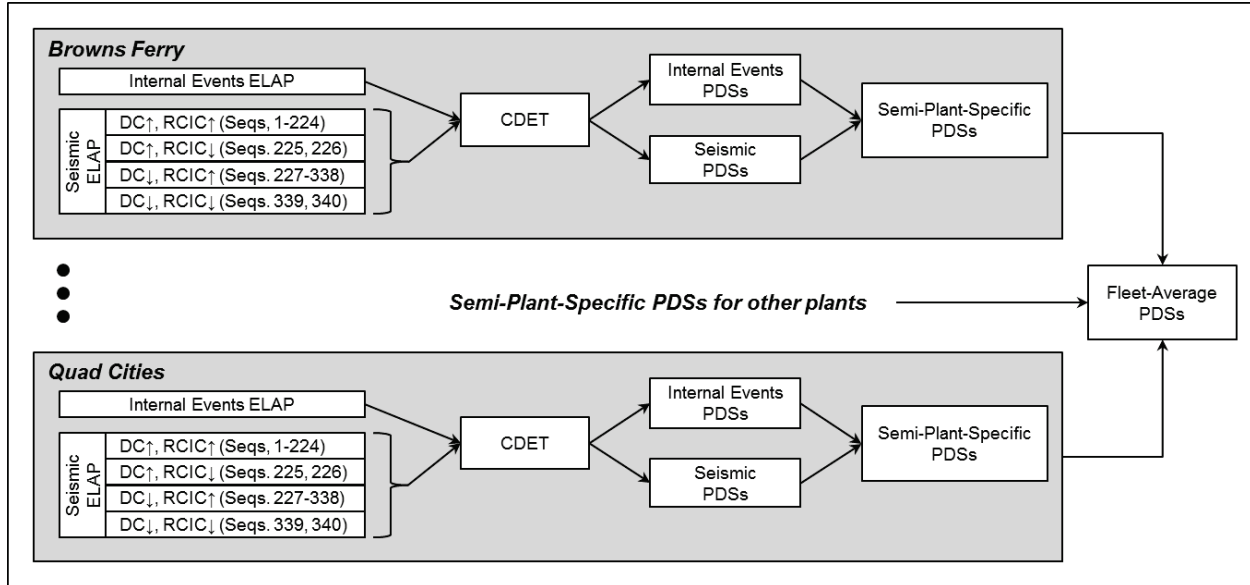 Browns Ferry
Internal Events ELAP
Seismic
ELAP
DC↑, RCIC↑ (Seqs, 1-224)
DC↑, RCIC↓ (Seqs. 225, 226)
DC↓, RCIC↑ (Seqs. 227-338)
DC↓, RCIC↓ (Seqs. 339, 340)
CDET
Internal Events
PDSs
Seismic
PDSs
Semi-Plant-Specific
PDSs
Semi-Plant-Specific PDSs for other plants
Fleet-Average
PDSs
Quad Cities
Internal Events ELAP
Seismic
ELAP
DC↑, RCIC↑ (Seqs, 1-224)
DC↑, RCIC↓ (Seqs. 225, 226)
DC↓, RCIC↑ (Seqs. 227-338)
DC↓, RCIC↓ (Seqs. 339, 340)
CDET
Internal Events
PDSs
Seismic
PDSs
Semi-Plant-Specific
PDSs